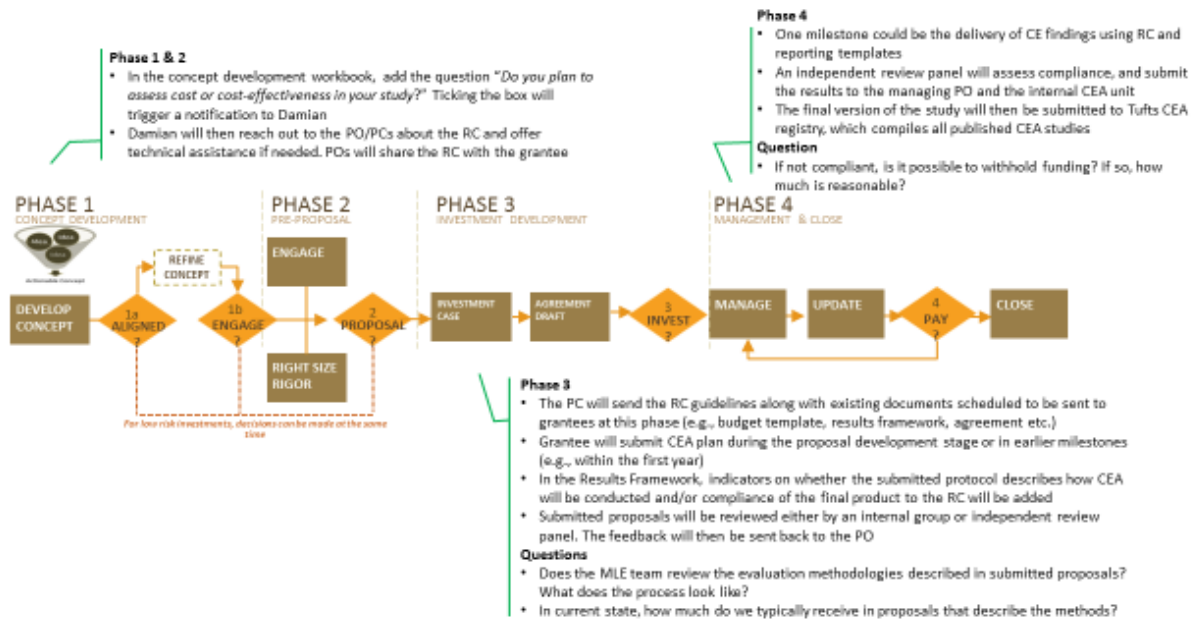 Phase 4
• One milestone could be the delivery of CE findings using RC and
reporting templates
• An independent review panel will assess compliance, and submit
the results to the managing PO and the internal CEA unit
• The final version of the study will then be submitted to Tufts CEA
registry, which compiles all published CEA studies
Question
• If not compliant, is it possible to withhold funding? If so, how
much is reasonable?
Phase 1 & 2
• In the concept development workbook, add the question "Do you plan to
assess cost or cost-effectiveness in your study?" Ticking the box will
trigger a notification to Damian
• Damian will then reach out to the PO/PCs about the RC and offer
technical assistance if needed. POs will share the RC with the grantee
PHASE 1
CONCEPT DEVELOPMENT
PHASE 2
PRE-PROPOSAL
PHASE 3
INVESTMENT DEVELOPMENT
PHASE 4
MANAGEMENT & CLOSE
Actionable Concept
DEVELOP
CONCEPT
1a
ALIGNED
?
REFINE
CONCEPT
1b
ENGAGE
?
ENGAGE
RIGHT SIZE
RIGOR
2
PROPOSAL
?
INVESTMENT
CASE
AGREEMENT
DRAFT
3
INVEST
?
MANAGE
UPDATE
4
PAY
?
CLOSE
For low risk investments, decisions can be made at the same
time
Phase 3
• The PC will send the RC guidelines along with existing documents scheduled to be sent to
grantees at this phase (e.g., budget template, results framework, agreement etc.)
• Grantee will submit CEA plan during the proposal development stage or in earlier milestones
(e.g., within the first year)
• In the Results Framework, indicators on whether the submitted protocol describes how CEA
will be conducted and/or compliance of the final product to the RC will be added
• Submitted proposals will be reviewed either by an internal group or independent review
panel. The feedback will then be sent back to the PO
Questions
• Does the MLE team review the evaluation methodologies described in submitted proposals?
What does the process look like?
• In current state, how much do we typically receive in proposals that describe the methods?